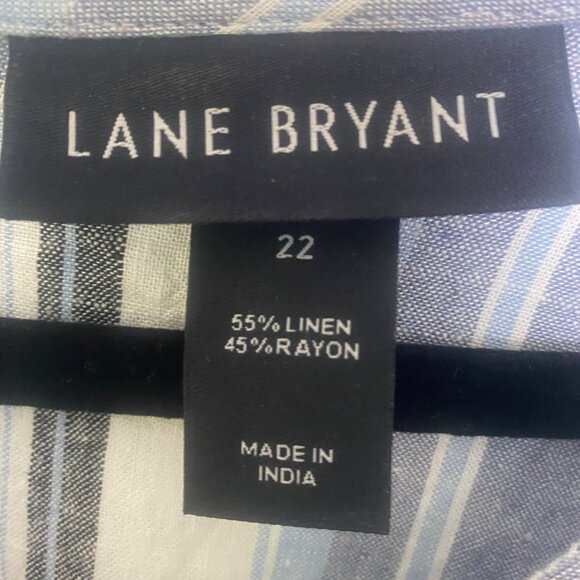 LANE BRYANT
22
55% LINEN
45% RAYON
MADE IN
INDIA